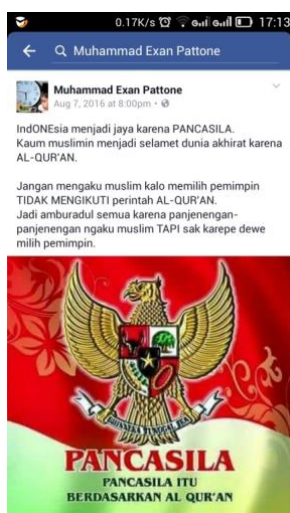 0.17K/s 17:13
Muhammad Exan Pattone
Muhammad Exan Pattone
Aug 7, 2016 at 8:00pm •
IndONEsia menjadi jaya karena PANCASILA.
Kaum muslimin menjadi selamet dunia akhirat karena
AL-QUR'AN.
Jangan mengaku muslim kalo memilih pemimpin
TIDAK MENGIKUTI perintah AL-QUR'AN.
Jadi amburadul semua karena panjenengan-
panjenengan ngaku muslim TAPI sak karepe dewe
milih pemimpin.
BHINNEKA TUNGGAL IKA
PANCASILA
PANCASILA ITU
BERDASARKAN AL QUR'AN